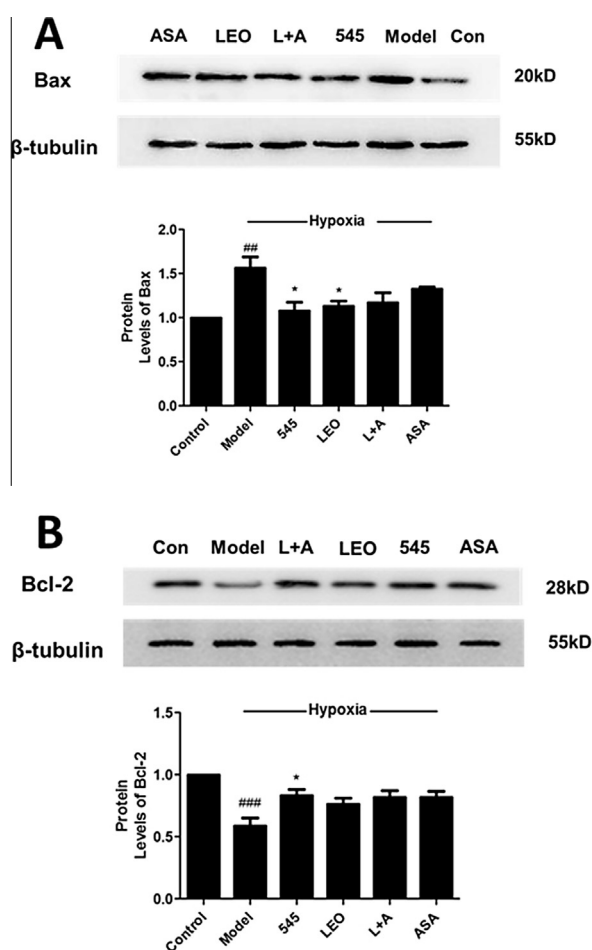 A
ASA LEO L+A 545 Model Con
Bax 20kD
β-tubulin 55kD
Hypoxia
##
* *
Protein
Levels of Bax
2.0
1.5
1.0
0.5
0.0
Control Model 545 LEO L+A ASA
B
Con Model L+A LEO 545 ASA
Bcl-2 28kD
β-tubulin 55kD
Hypoxia
###
*
Protein
Levels of Bcl-2
1.5
1.0
0.5
0.0
Control Model 545 LEO L+A ASA